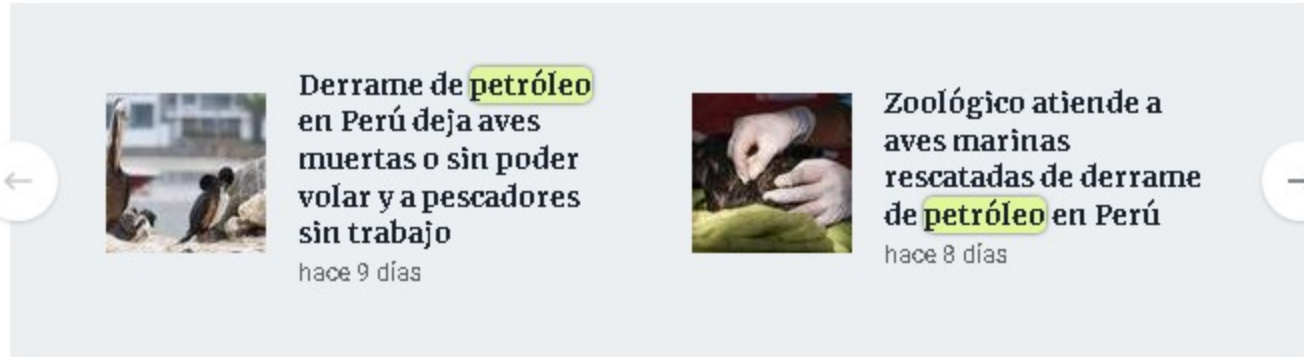 Derrame de petróleo
en Perú deja aves
muertas o sin poder
volar y a pescadores
sin trabajo
hace 9 días
Zoológico atiende a
aves marinas
rescatadas de derrame
de petróleo en Perú
hace 8 días